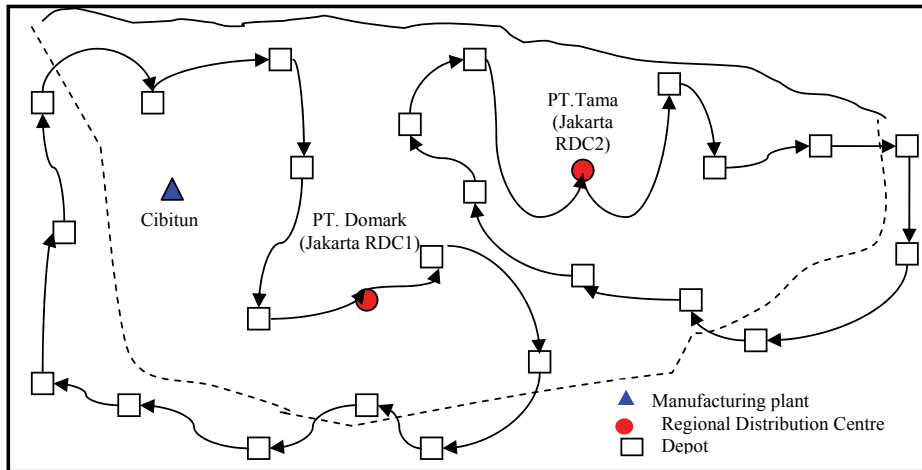 PT.Tama
(Jakarta
RDC2)
Cibitun
PT. Domark
(Jakarta RDC1)
Manufacturing plant
Regional Distribution Centre
Depot